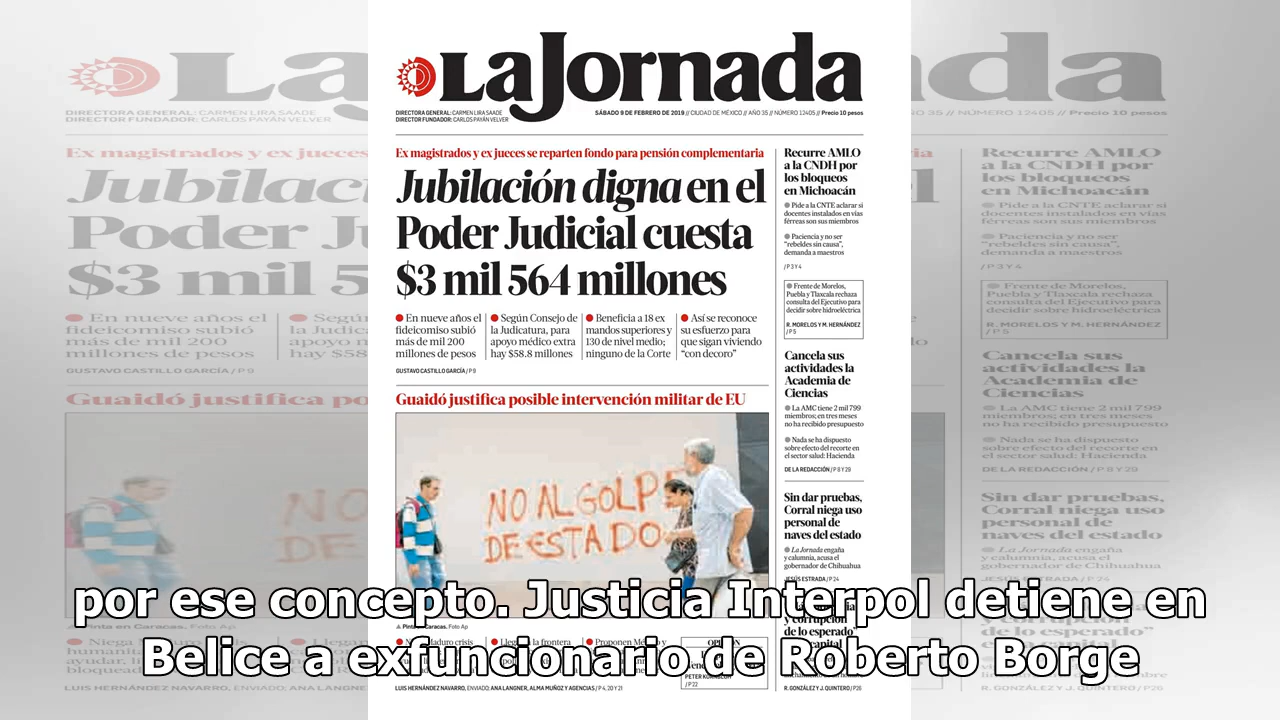 LaJornada
DIRECTORA GENERAL: CARMEN LIRA SAADE
DIRECTOR FUNDADOR: CARLOS PAYÁN VELVER
SÁBADO 9 DE FEBRERO DE 2019 // CIUDAD DE MÉXICO // AÑO 35 // NÚMERO 12405 // Precio 10 pesos
Ex magistrados y ex jueces se reparten fondo para pensión complementaria
Jubilación digna en el
Poder Judicial cuesta
$3 mil 564 millones
● En nueve años el
fideicomiso subió
más de mil 200
millones de pesos
● Según Consejo de
la Judicatura, para
apoyo médico extra
hay $58.8 millones
● Beneficia a 18 ex
mandos superiores y
130 de nivel medio;
ninguno de la Corte
● Así se reconoce
su esfuerzo para
que sigan viviendo
“con decoro”
GUSTAVO CASTILLO GARCÍA / P 9
Guaidó justifica posible intervención militar de EU
NO AL GOLPE
DE ESTADO
▲ Pinta en Caracas. Foto Ap
LUIS HERNÁNDEZ NAVARRO, ENVIADO; ANA LANGNER, ALMA MUÑOZ Y AGENCIAS / P 4, 20 Y 21
Recurre AMLO
a la CNDH por
los bloqueos
en Michoacán
● Pide a la CNTE aclarar si
docentes instalados en vías
férreas son sus miembros
● Paciencia y no ser
“rebeldes sin causa”,
demanda a maestros
/ P 3 Y 4
● Frente de Morelos,
Puebla y Tlaxcala rechaza
consulta del Ejecutivo para
decidir sobre hidroeléctrica
R. MORELOS Y M. HERNÁNDEZ
/ P 5
Cancela sus
actividades la
Academia de
Ciencias
● La AMC tiene 2 mil 799
miembros; en tres meses
no ha recibido presupuesto
● Nada se ha dispuesto
sobre efecto del recorte en
el sector salud: Hacienda
DE LA REDACCIÓN / P 8 Y 29
Sin dar pruebas,
Corral niega uso
personal de
naves del estado
● La Jornada engaña
y calumnia, acusa el
gobernador de Chihuahua
JESÚS ESTRADA / P 24
y corrupción
de lo esperado
capital
R. GONZÁLEZ Y J. QUINTERO / P26
PETER KORNBLUH
/ P 22
por ese concepto. Justicia Interpol detiene en
Belice a exfuncionario de Roberto Borge